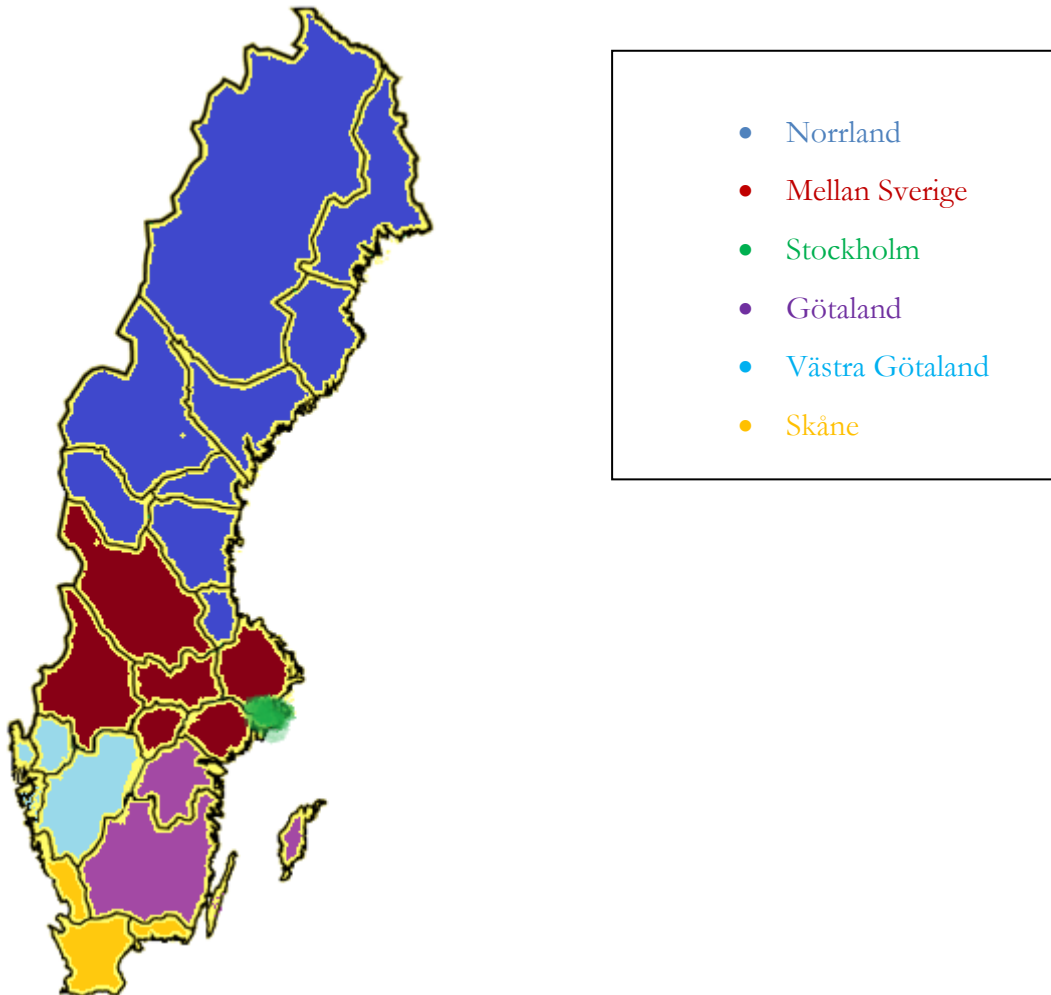 • Norrland
• Mellan Sverige
• Stockholm
• Götaland
• Västra Götaland
• Skåne